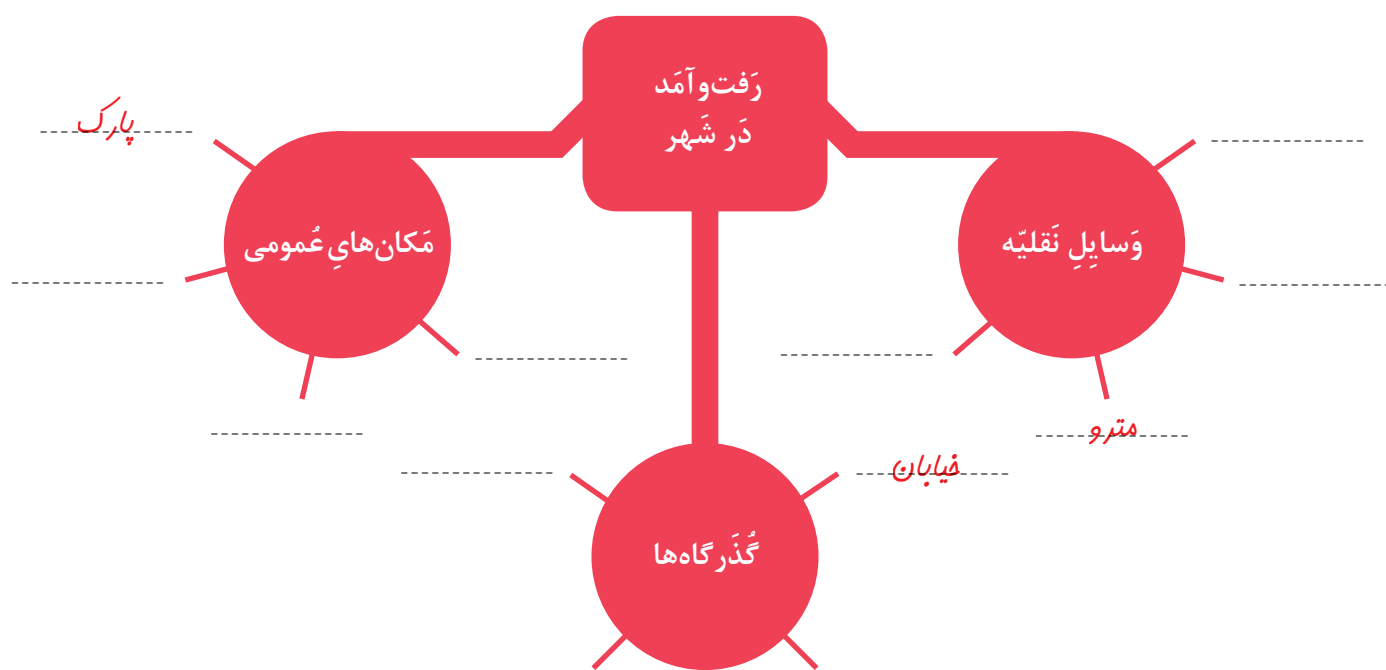 رَفت‌وآمَد
دَر شَهر
پارک
مَکان‌هایِ عُمومی
وَسایِلِ نَقلیّه
مترو
خیابان
گُذَرگاه‌ها